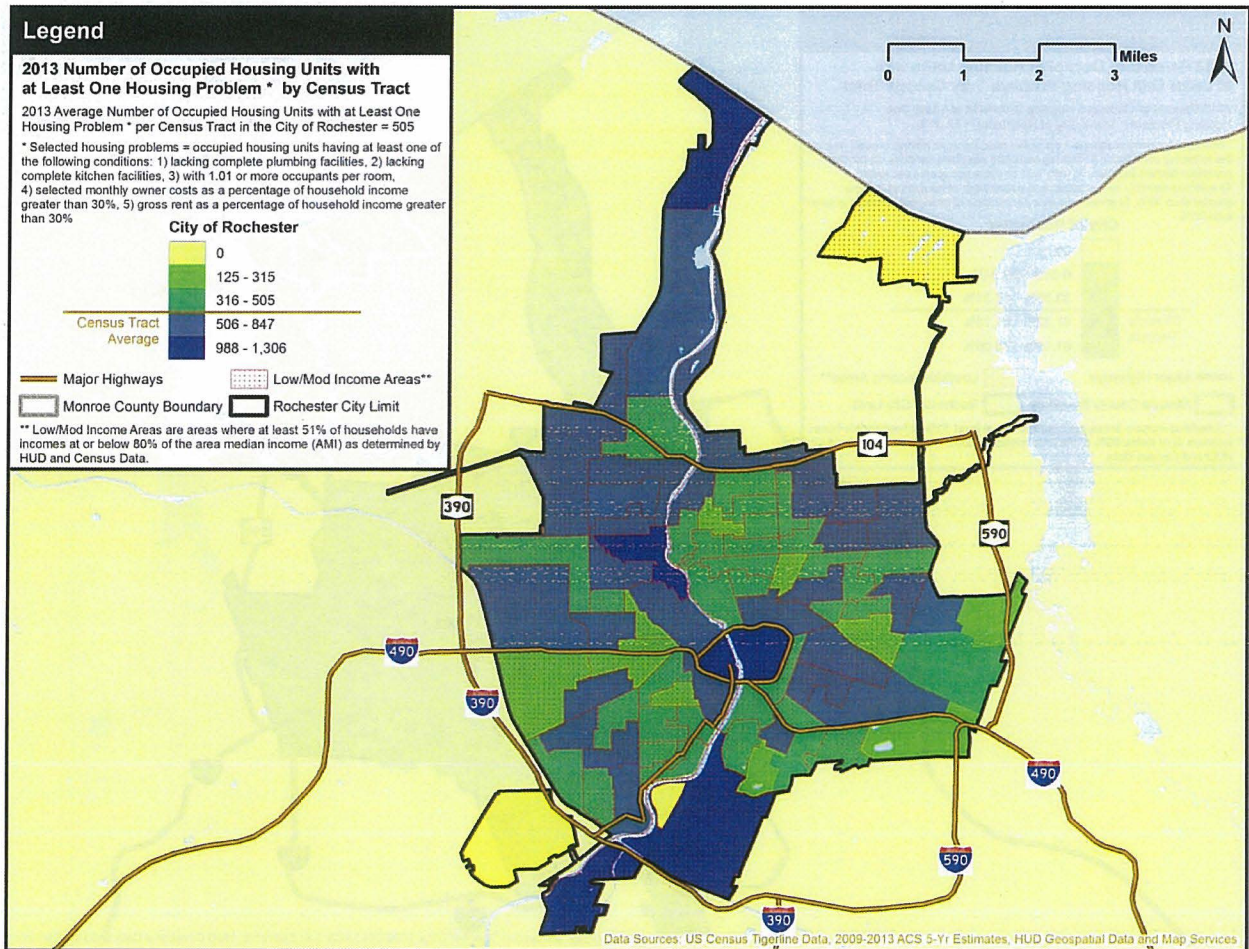 Legend
2013 Number of Occupied Housing Units with
at Least One Housing Problem * by Census Tract
2013 Average Number of Occupied Housing Units with at Least One
Housing Problem * per Census Tract in the City of Rochester = 505
* Selected housing problems = occupied housing units having at least one of
the following conditions: 1) lacking complete plumbing facilities, 2) lacking
complete kitchen facilities, 3) with 1.01 or more occupants per room,
4) selected monthly owner costs as a percentage of household income
greater than 30%, 5) gross rent as a percentage of household income greater
than 30%
City of Rochester
0
125 - 315
316 - 505
Census Tract
Average
506 - 847
988 - 1,306
Major Highways
Low/Mod Income Areas**
Monroe County Boundary
Rochester City Limit
** Low/Mod Income Areas are areas where at least 51% of households have
incomes at or below 80% of the area median income (AMI) as determined by
HUD and Census Data.
0 1 2 3 Miles
N
104
390
590
490
390
490
590
390
Data Sources: US Census Tigerline Data, 2009-2013 ACS 5-Yr Estimates, HUD Geospatial Data and Map Services